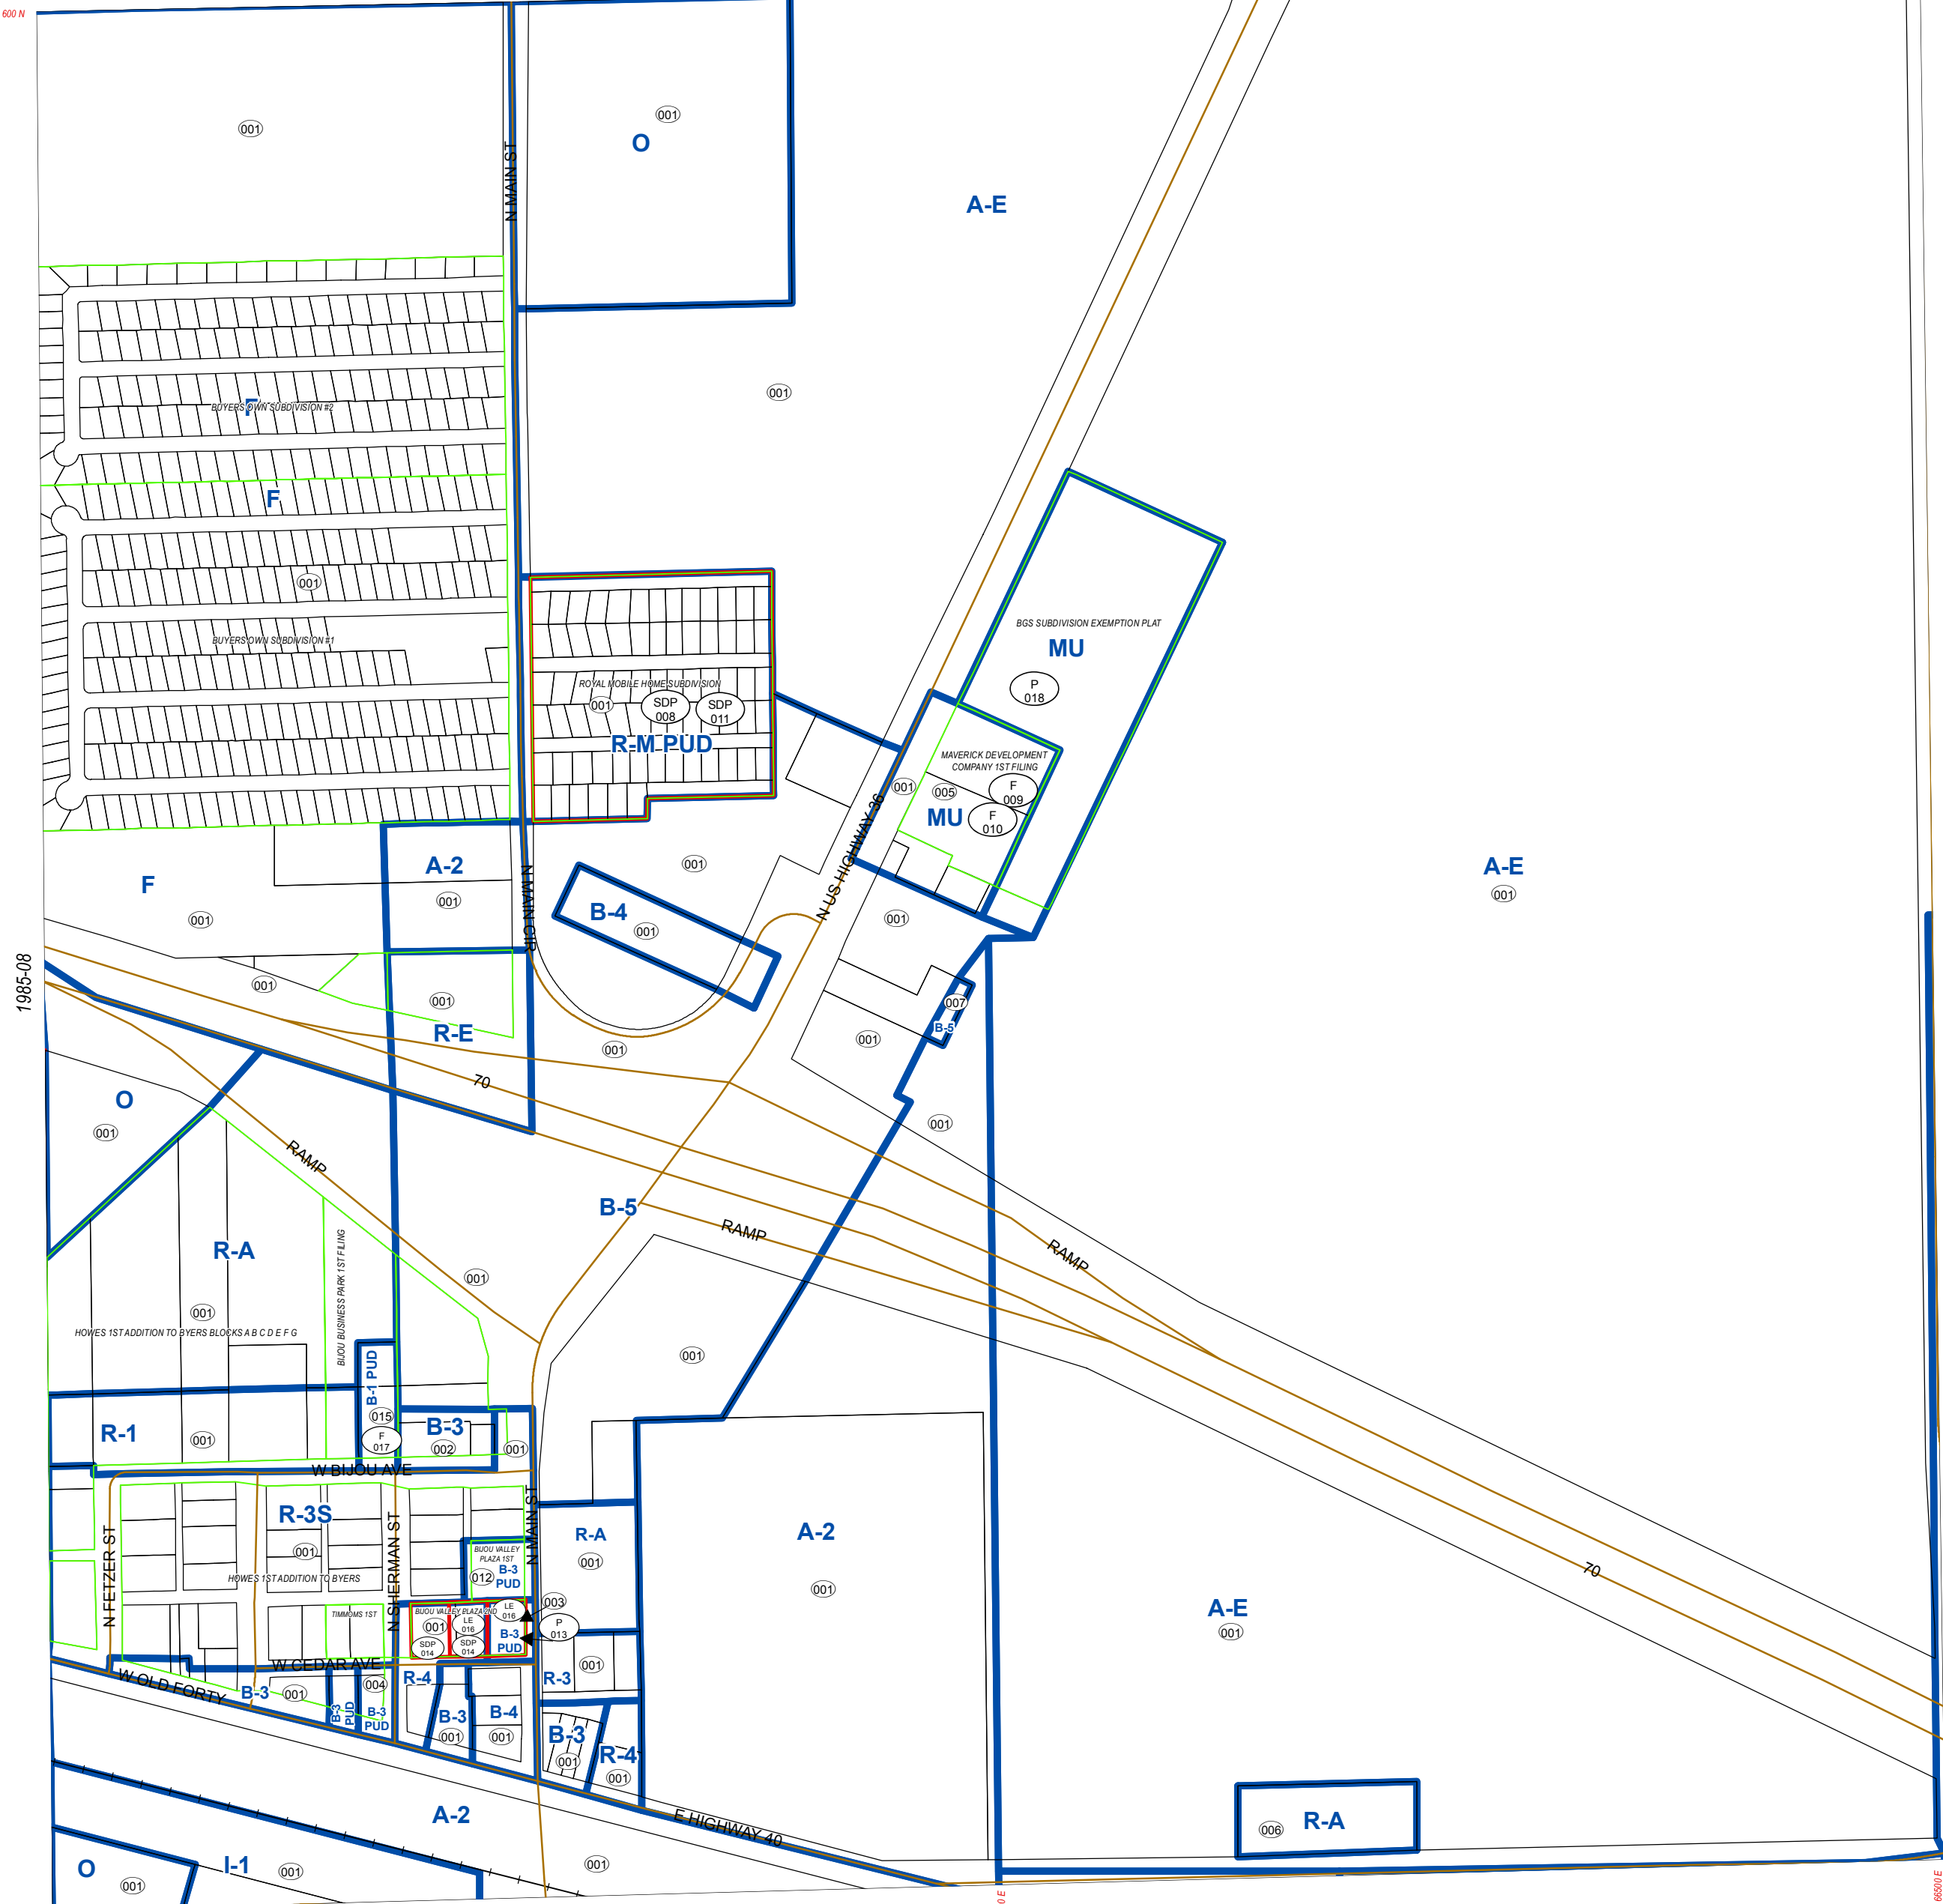 600 N
001
001
O
N MAIN ST
A-E
001
BUYERS OWN SUBDIVISION #2
F
F
001
BUYERS OWN SUBDIVISION #1
BGS SUBDIVISION EXEMPTION PLAT
MU
P
018
ROYAL MOBILE HOME SUBDIVISION
001
SDP
008
SDP
011
R-M PUD
MAVERICK DEVELOPMENT
COMPANY 1ST FILING
001
005
F
009
MU
F
010
N US HIGHWAY 36
A-2
001
001
A-E
001
F
001
N MAIN CIR
B-4
001
001
1985-08
001
001
R-E
001
007
B-5
001
70
O
001
001
RAMP
B-5
RAMP
RAMP
R-A
BIJOU BUSINESS PARK 1ST FILING
001
001
HOWES 1ST ADDITION TO BYERS BLOCKS A B C D E F G
001
B-1 PUD
015
F
017
R-1
001
B-3
002
001
W BIJOU AVE
R-3S
001
HOWES 1ST ADDITION TO BYERS
N FETZER ST
N SHERMAN ST
N MAIN ST
R-A
001
A-2
001
70
BIJOU VALLEY
PLAZA 1ST
012
B-3
PUD
TIMMOMS 1ST
BIJOU VALLEY PLAZA 2ND
001
LE
016
LE
016
SDP
014
SDP
014
B-3
PUD
003
P
013
A-E
001
W CEDAR AVE
W OLD FORTY
B-3
001
B-3
PUD
004
B-3
PUD
R-4
B-3
001
B-4
001
R-3
001
B-3
001
R-4
001
A-2
E HIGHWAY 40
006
R-A
O
001
I-1
001
001
0 E
66500 E